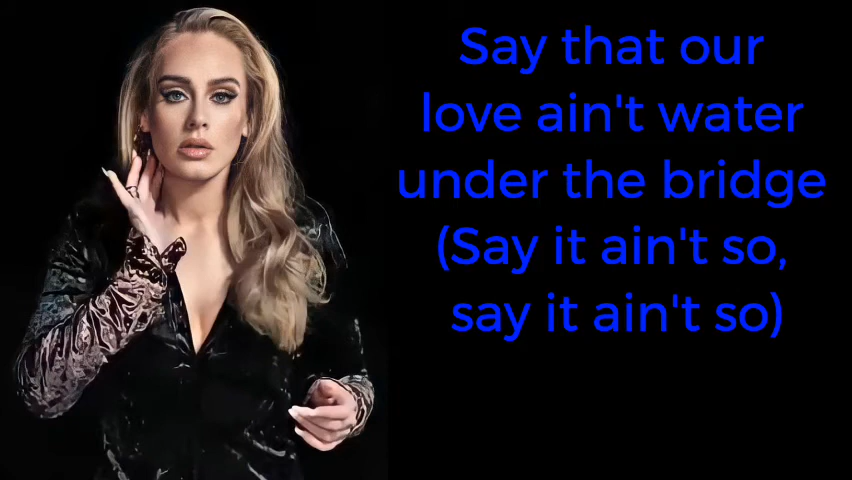 Say that our
love ain't water
under the bridge
(Say it ain't so,
say it ain't so)